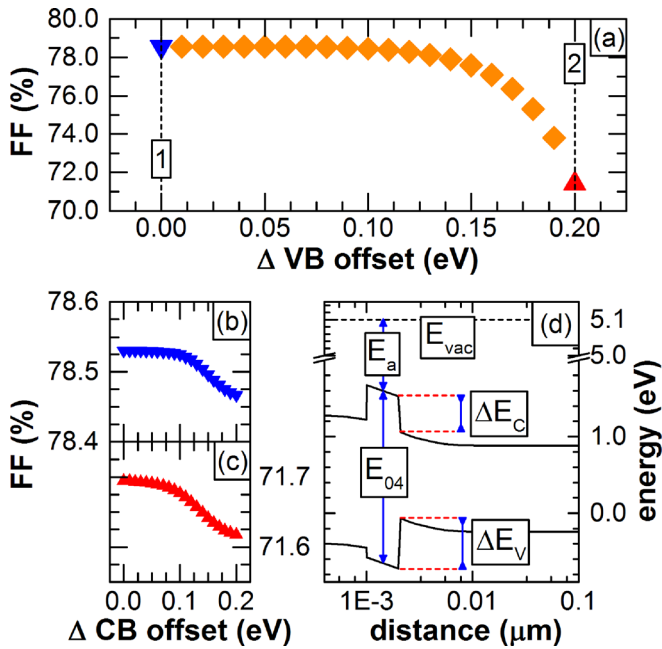 (a)
FF (%)
78.0
76.0
74.0
72.0
70.0
1
2
0.00 0.05 0.10 0.15 0.20
Δ VB offset (eV)
(b)
FF (%)
78.6
78.5
78.4
(c)
71.7
71.6
0.0 0.1 0.2
Δ CB offset (eV)
(d)
E_vac
E_a
E_04
ΔE_C
ΔE_V
5.1
5.0
1.0
0.0
energy (eV)
1E-3 0.01 0.1
distance (μm)